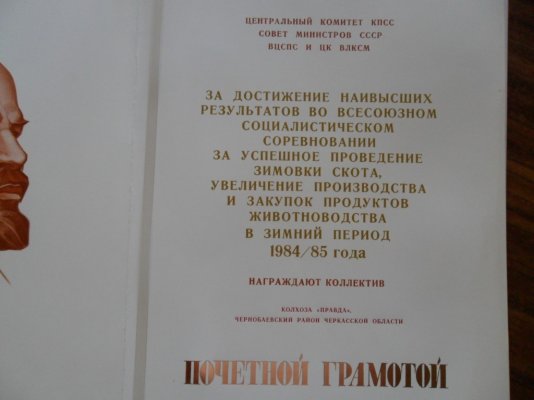 ЦЕНТРАЛЬНЫЙ КОМИТЕТ КПСС
СОВЕТ МИНИСТРОВ СССР
ВЦСПС И ЦК ВЛКСМ
ЗА ДОСТИЖЕНИЕ НАИВЫСШИХ
РЕЗУЛЬТАТОВ ВО ВСЕСОЮЗНОМ
СОЦИАЛИСТИЧЕСКОМ
СОРЕВНОВАНИИ
ЗА УСПЕШНОЕ ПРОВЕДЕНИЕ
ЗИМОВКИ СКОТА,
УВЕЛИЧЕНИЕ ПРОИЗВОДСТВА
И ЗАКУПОК ПРОДУКТОВ
ЖИВОТНОВОДСТВА
В ЗИМНИЙ ПЕРИОД
1984/85 года
НАГРАЖДАЮТ КОЛЛЕКТИВ
КОЛХОЗА «ПРАВДА»,
ЧЕРНОБАЕВСКИЙ РАЙОН ЧЕРКАССКОЙ ОБЛАСТИ
ПОЧЕТНОЙ ГРАМОТОЙ